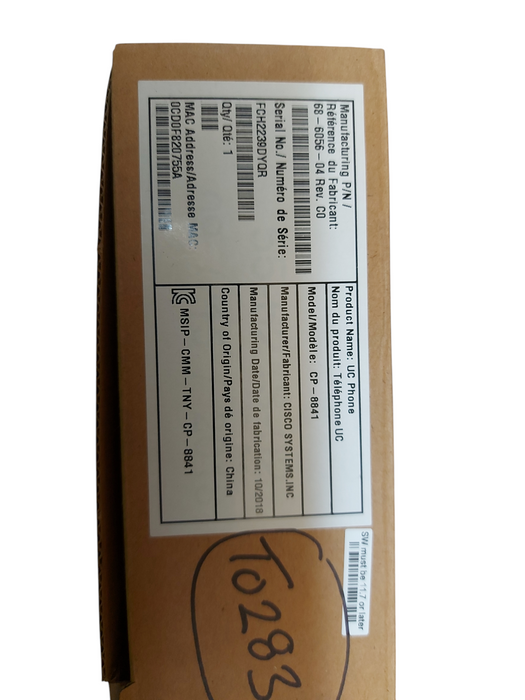 Manufacturing P/N /
Référence du Fabricant:
68-6056-04 Rev. C0
Serial No./ Numéro de Série:
FCH2239DYQR
Qty/ Qté: 1
MAC Address/Adresse MAC:
0CD0F820755A
Product Name: UC Phone
Nom du produit: Téléphone UC
Model/Modèle: CP-8841
Manufacturer/Fabricant: CISCO SYSTEMS.INC
Manufacturing Date/Date de fabrication: 10/2018
Country of Origin/Pays dé origine: China
MSIP-CMM-TNY-CP-8841
SW must be 11.7 or later
T0283